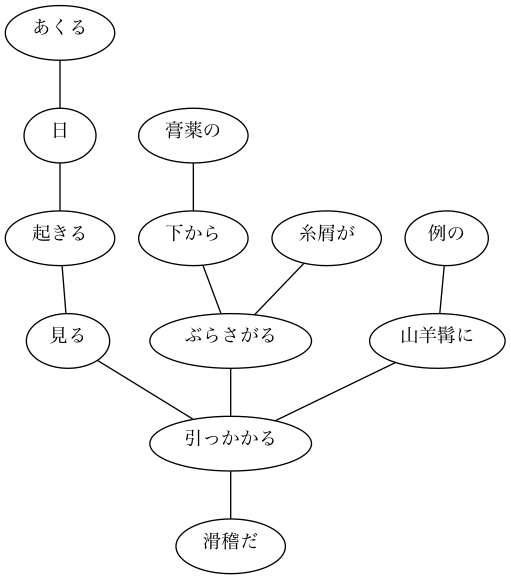 あくる
日
膏薬の
起きる
下から
糸屑が
例の
見る
ぶらさがる
山羊髯に
引っかかる
滑稽だ